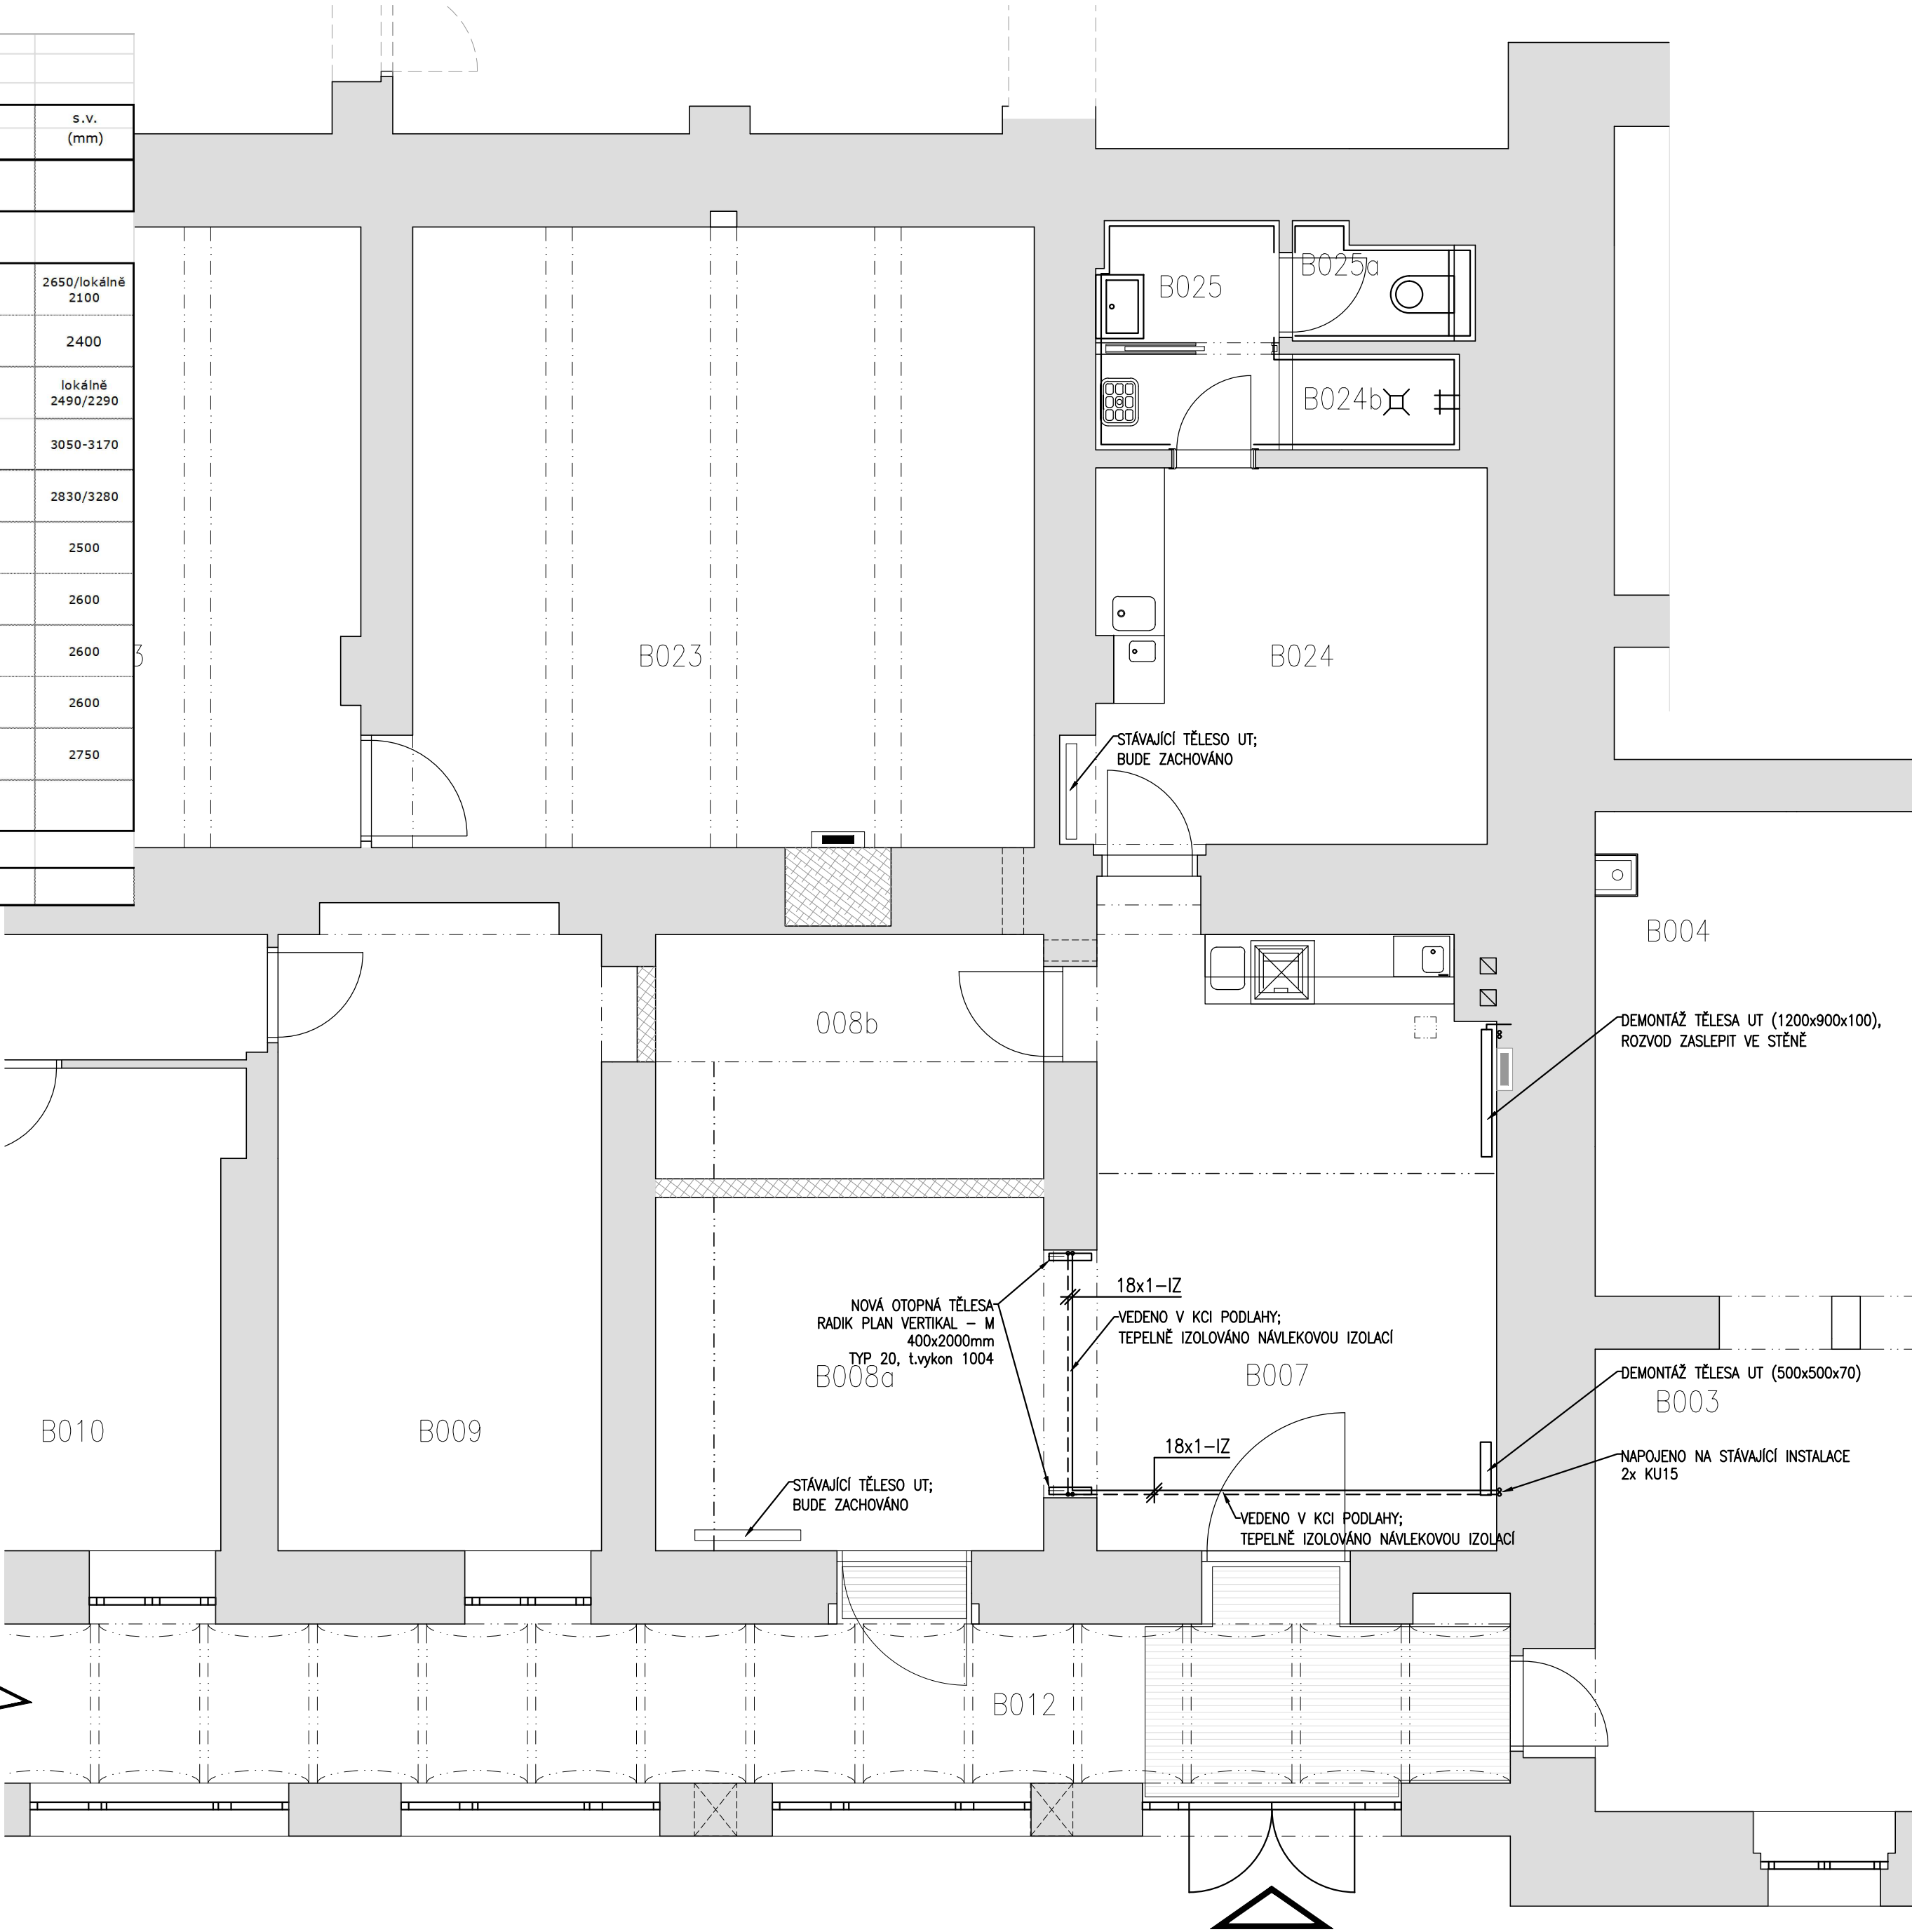 s.v.
(mm)
2650/lokálně
2100
2400
lokálně
2490/2290
3050-3170
2830/3280
2500
2600
2600
2600
2750
B025
B025a
B024b
3
B023
B024
STÁVAJÍCÍ TĚLESO UT;
BUDE ZACHOVÁNO
B004
008b
DEMONTÁŽ TĚLESA UT (1200x900x100),
ROZVOD ZASLEPIT VE STĚNĚ
18x1-IZ
NOVÁ OTOPNÁ TĚLESA
RADIK PLAN VERTIKAL - M
400x2000mm
TYP 20, t.vykon 1004
VEDENO V KCI PODLAHY;
TEPELNĚ IZOLOVÁNO NÁVLEKOVOU IZOLACÍ
B008a
B007
DEMONTÁŽ TĚLESA UT (500x500x70)
B003
B010
B009
18x1-IZ
NAPOJENO NA STÁVAJÍCÍ INSTALACE
2x KU15
STÁVAJÍCÍ TĚLESO UT;
BUDE ZACHOVÁNO
VEDENO V KCI PODLAHY;
TEPELNĚ IZOLOVÁNO NÁVLEKOVOU IZOLACÍ
B012